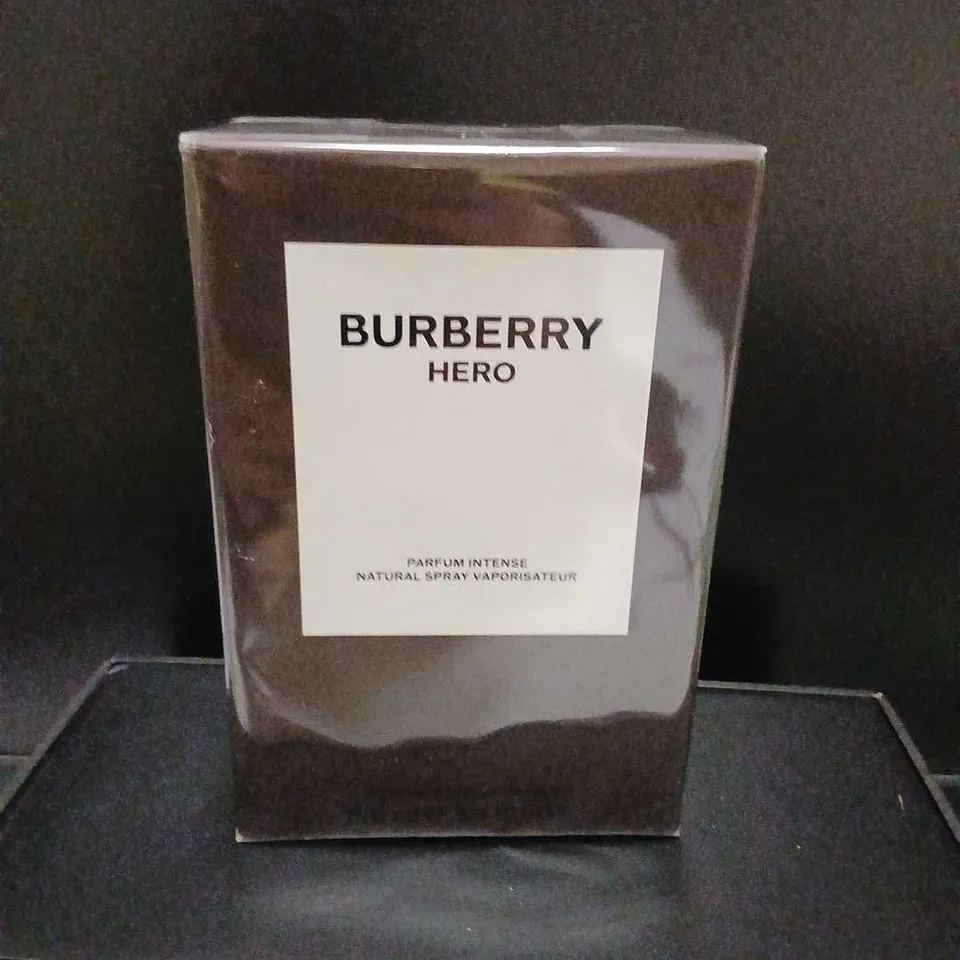 BURBERRY
HERO
PARFUM INTENSE
NATURAL SPRAY VAPORISATEUR